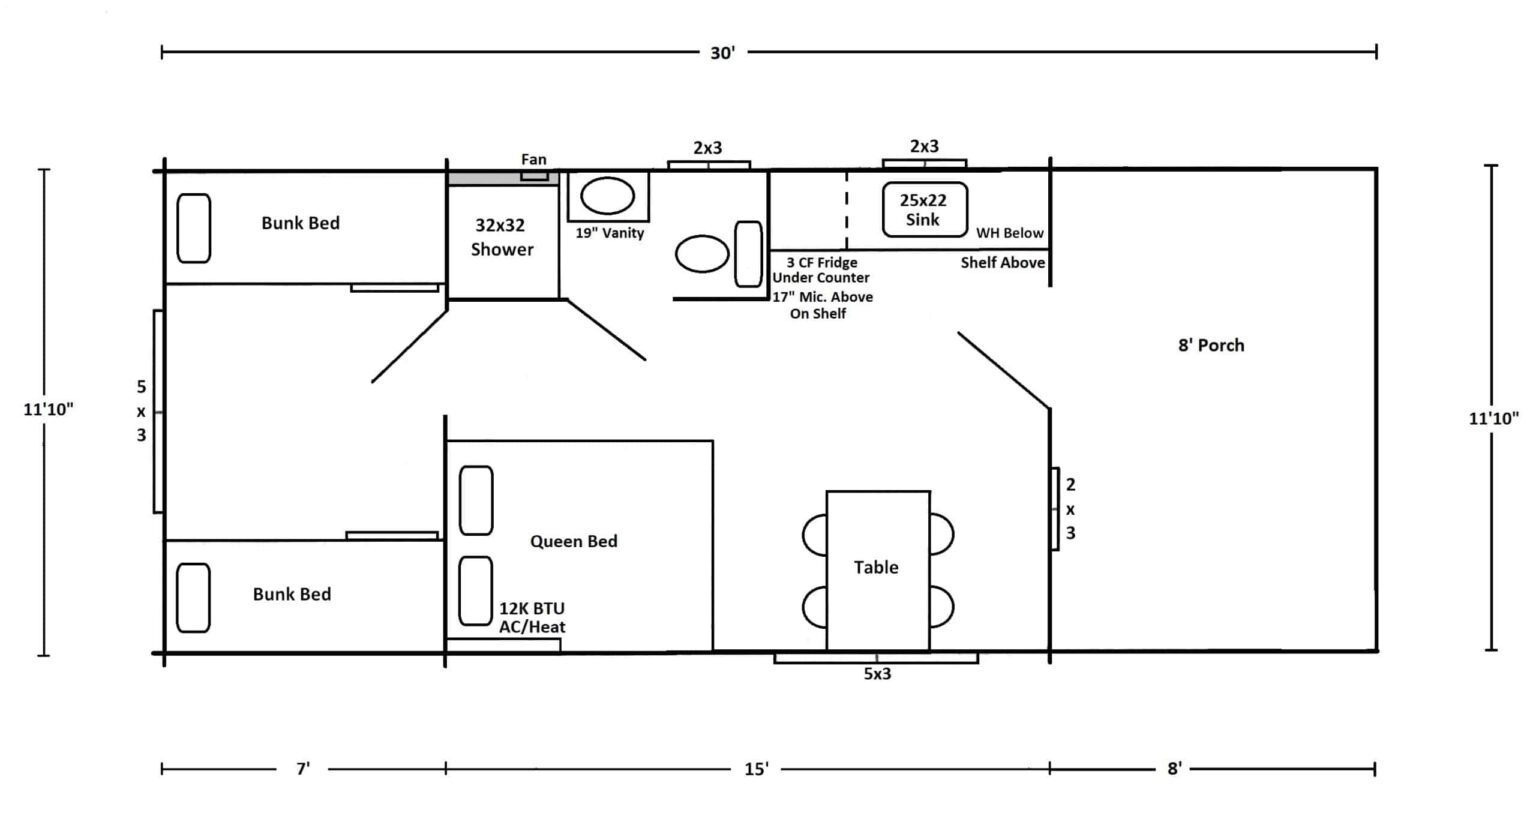 30'
2x3
2x3
Fan
Bunk Bed
32x32
Shower
19" Vanity
25x22
Sink
WH Below
3 CF Fridge
Under Counter
17" Mic. Above
On Shelf
Shelf Above
8' Porch
5
x
3
11'10"
11'10"
2
x
3
Queen Bed
Table
Bunk Bed
12K BTU
AC/Heat
5x3
7'
15'
8'